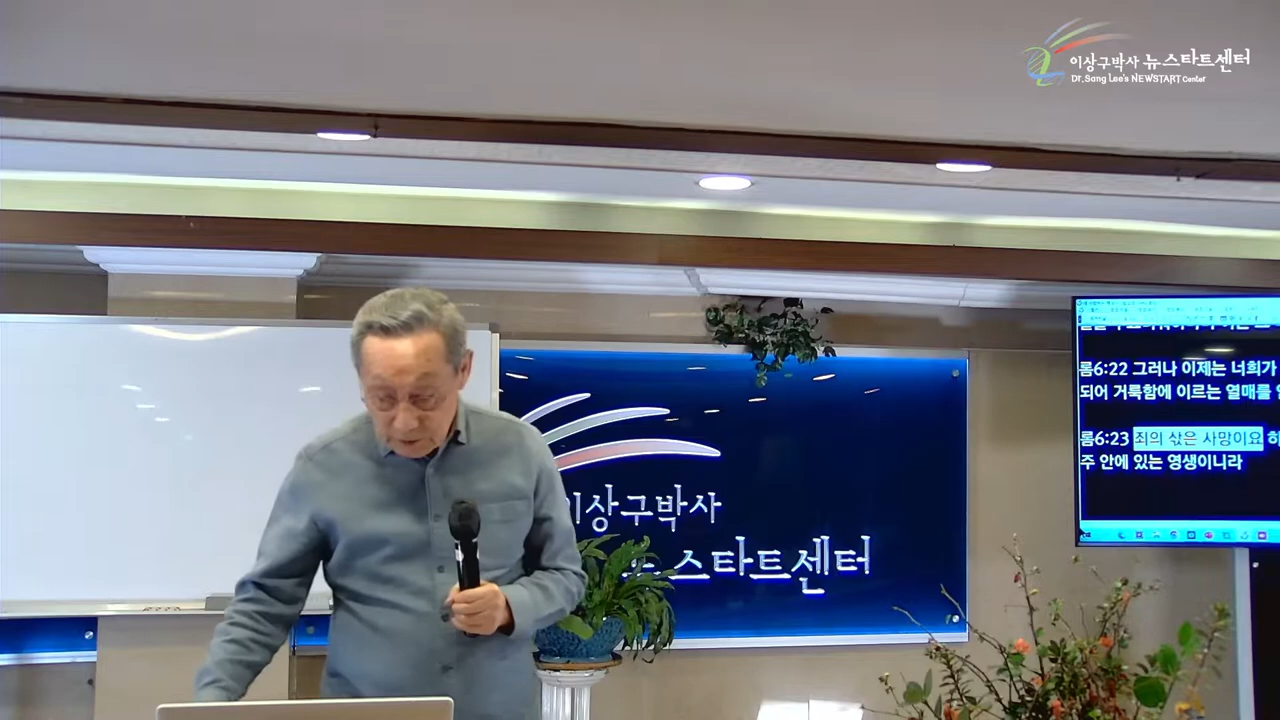 이상구박사 뉴스타트센터
Dr. Sang Lee's NEWSTART Center
롬6:22 그러나 이제는 너희가
되어 거룩함에 이르는 열매를
롬6:23 죄의 삯은 사망이요 하
주 안에 있는 영생이니라
이상구박사
뉴스타트센터